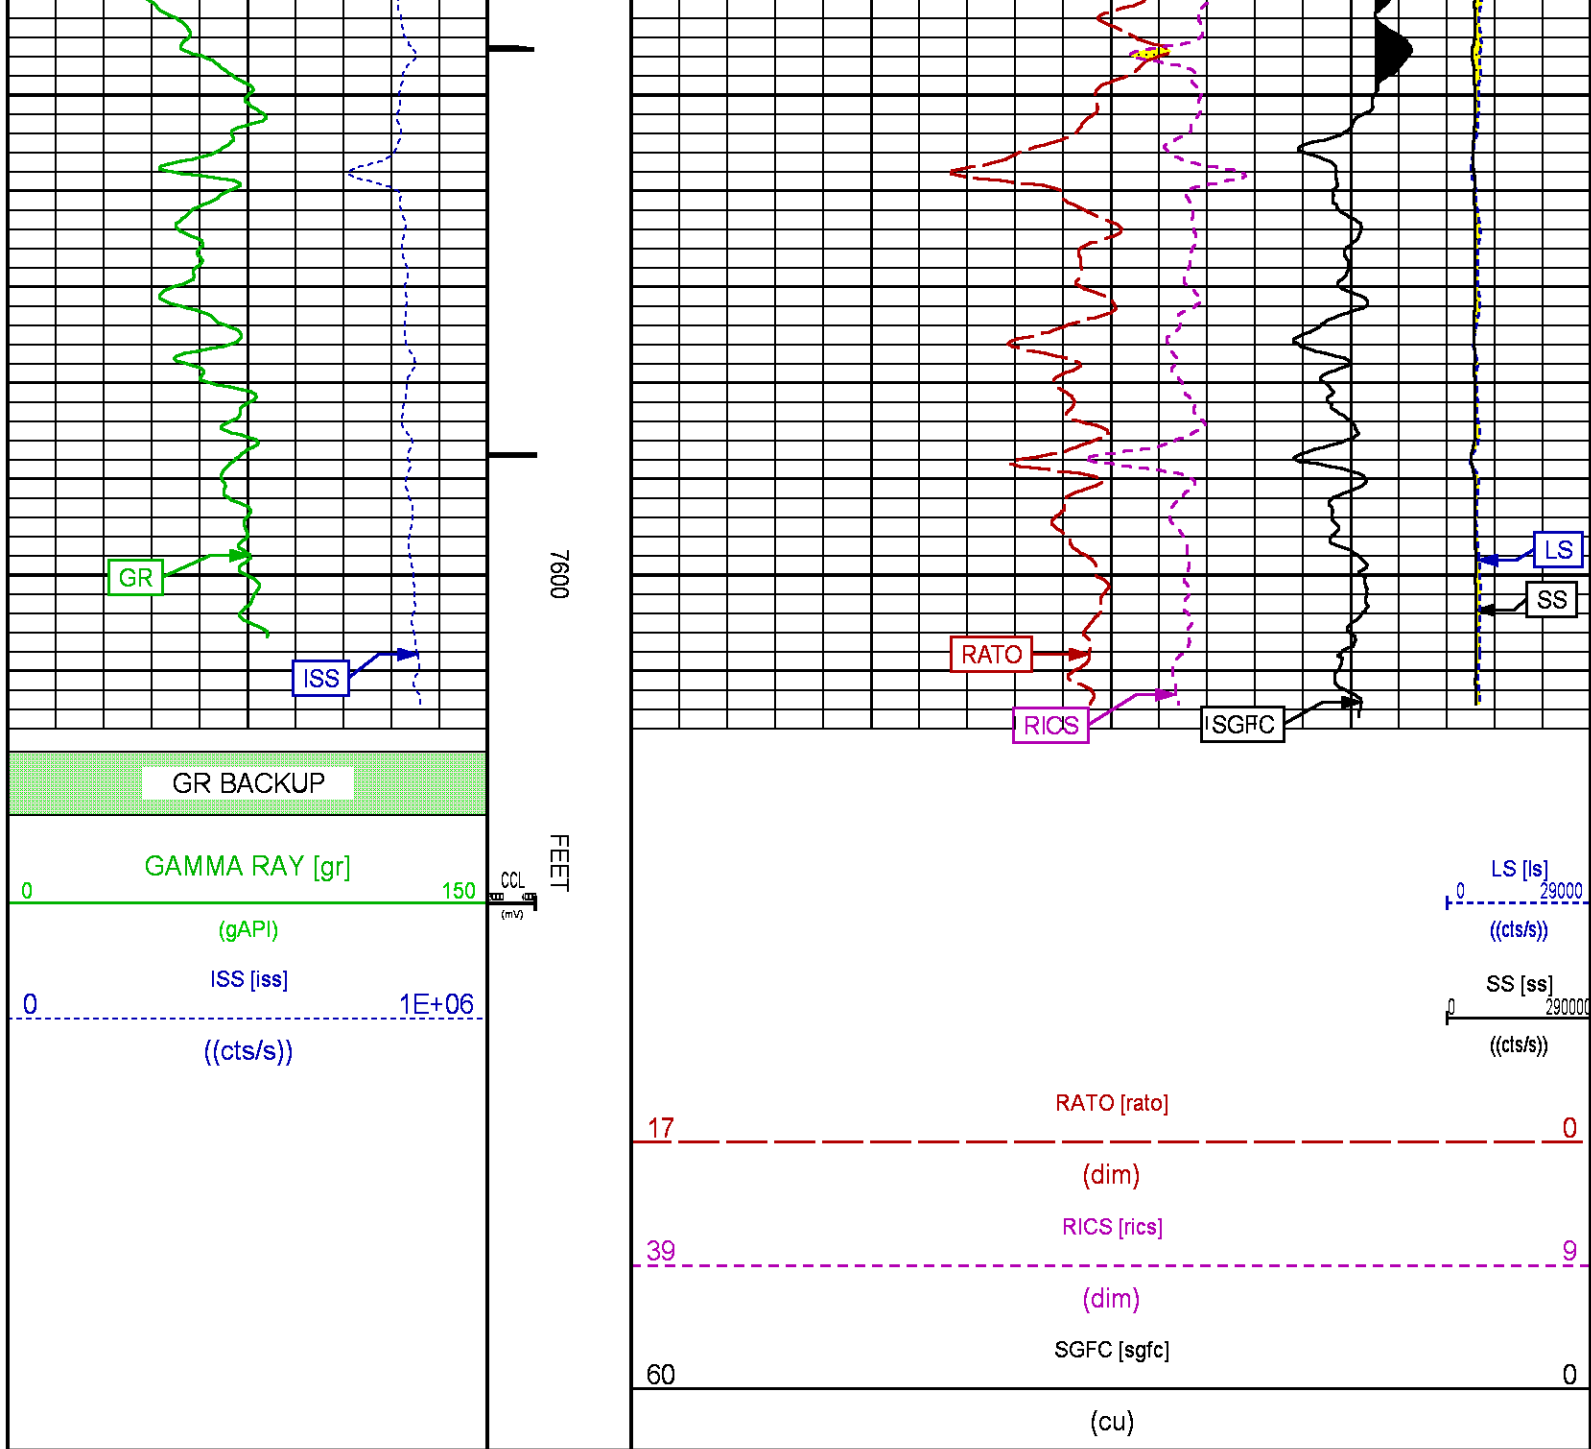 LS
7600
GR
SS
RATO
ISS
RICS
SGFC
GR BACKUP
FEET
GAMMA RAY [gr]
0 150
(gAPI)
CCL
(mV)
LS [ls]
0 29000
((cts/s))
ISS [iss]
0 1E+06
((cts/s))
SS [ss]
0 290000
((cts/s))
RATO [rato]
17 0
(dim)
RICS [rics]
39 9
(dim)
SGFC [sgfc]
60 0
(cu)